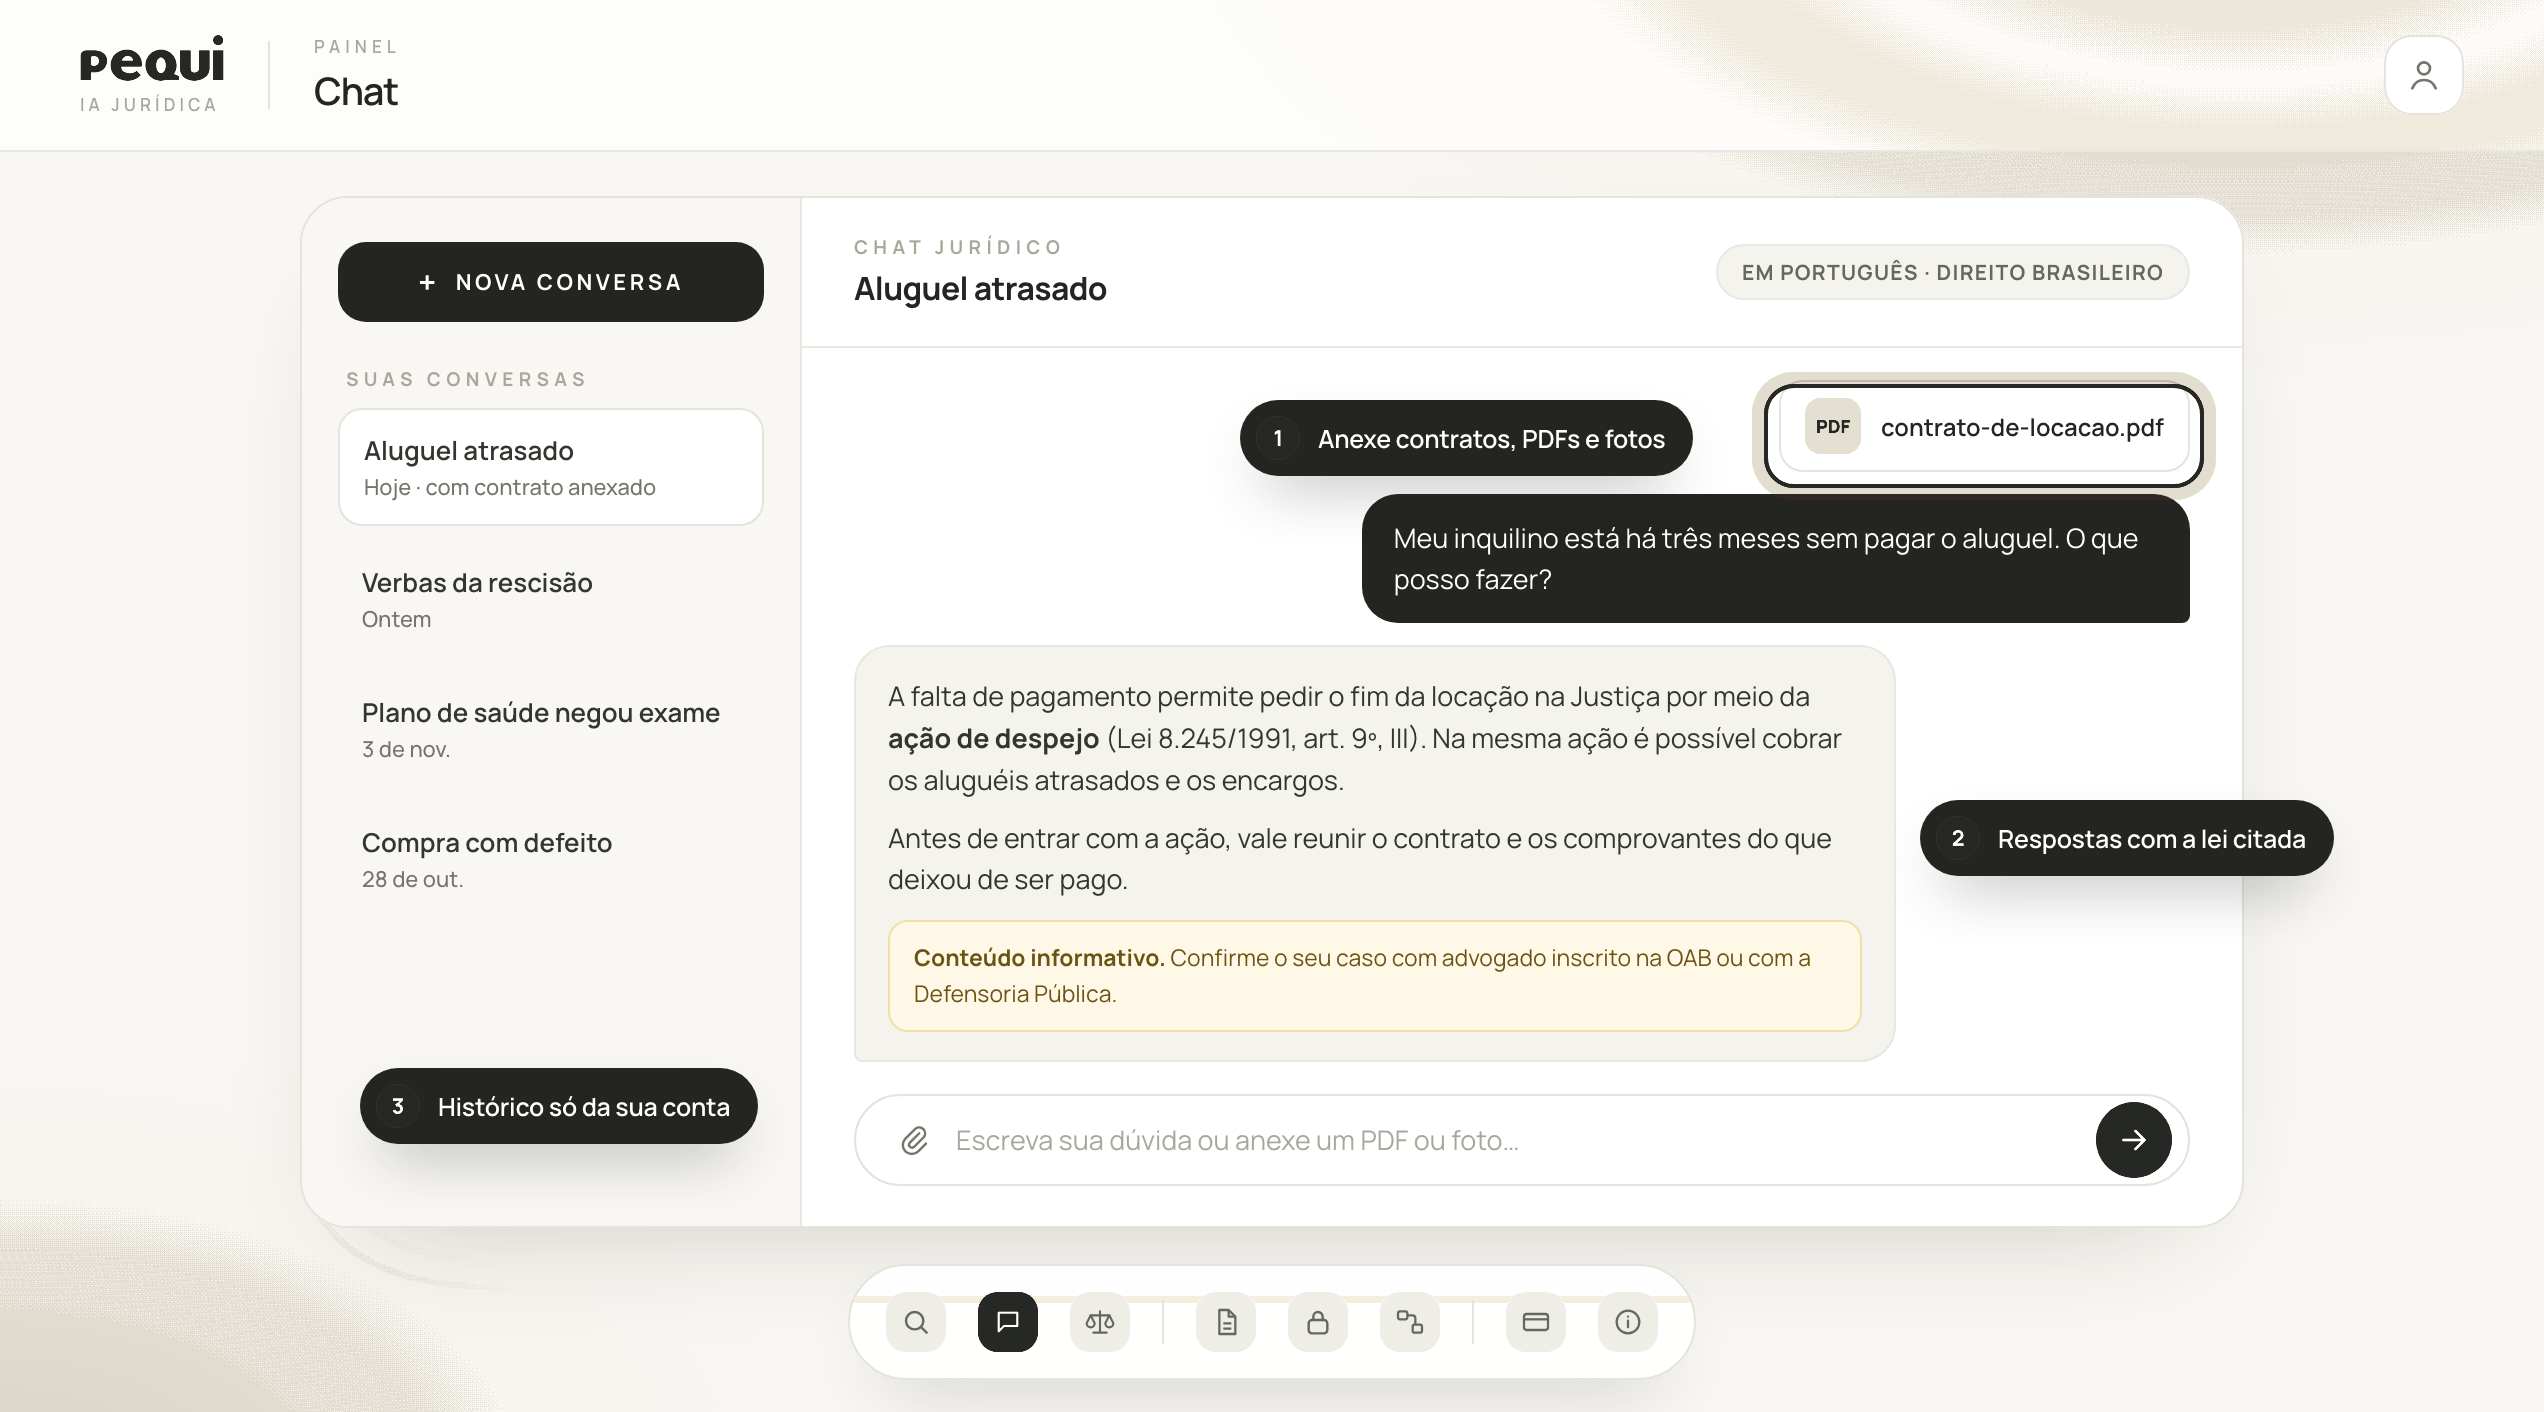 pequi
IA JURÍDICA
PAINEL
Chat
+ NOVA CONVERSA
SUAS CONVERSAS
Aluguel atrasado
Hoje · com contrato anexado
Verbas da rescisão
Ontem
Plano de saúde negou exame
3 de nov.
Compra com defeito
28 de out.
3 Histórico só da sua conta
CHAT JURÍDICO
Aluguel atrasado
EM PORTUGUÊS · DIREITO BRASILEIRO
1 Anexe contratos, PDFs e fotos
PDF contrato-de-locacao.pdf
Meu inquilino está há três meses sem pagar o aluguel. O que
posso fazer?
A falta de pagamento permite pedir o fim da locação na Justiça por meio da
ação de despejo (Lei 8.245/1991, art. 9º, III). Na mesma ação é possível cobrar
os aluguéis atrasados e os encargos.
Antes de entrar com a ação, vale reunir o contrato e os comprovantes do que
deixou de ser pago.
2 Respostas com a lei citada
Conteúdo informativo. Confirme o seu caso com advogado inscrito na OAB ou com a
Defensoria Pública.
Escreva sua dúvida ou anexe um PDF ou foto…